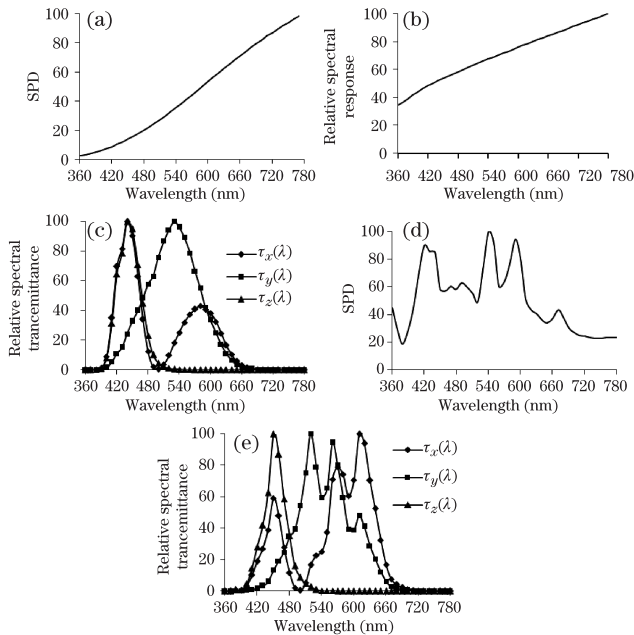 (a)
SPD
100
80
60
40
20
0
360 420 480 540 600 660 720 780
Wavelength (nm)
(b)
Relative spectral
response
100
80
60
40
20
0
360 420 480 540 600 660 720 780
Wavelength (nm)
(c)
Relative spectral
trancemittance
100
80
60
40
20
0
360 420 480 540 600 660 720 780
Wavelength (nm)
τx(λ)
τy(λ)
τz(λ)
(d)
SPD
100
80
60
40
20
0
360 420 480 540 600 660 720 780
Wavelength (nm)
(e)
Relative spectral
trancemittance
100
80
60
40
20
0
360 420 480 540 600 660 720 780
Wavelength (nm)
τx(λ)
τy(λ)
τz(λ)